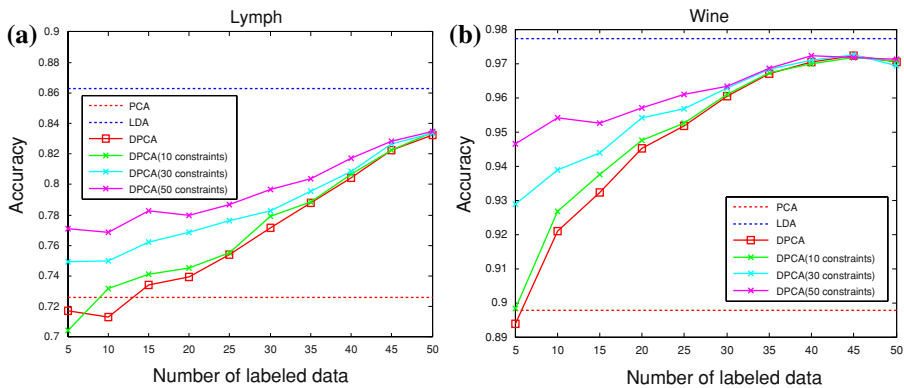 (a)
Lymph
0.9
0.88
0.86
0.84
0.82
0.8
0.78
0.76
0.74
0.72
0.7
Accuracy
PCA
LDA
DPCA
DPCA(10 constraints)
DPCA(30 constraints)
DPCA(50 constraints)
5 10 15 20 25 30 35 40 45 50
Number of labeled data
(b)
Wine
0.98
0.97
0.96
0.95
0.94
0.93
0.92
0.91
0.9
0.89
Accuracy
PCA
LDA
DPCA
DPCA(10 constraints)
DPCA(30 constraints)
DPCA(50 constraints)
5 10 15 20 25 30 35 40 45 50
Number of labeled data